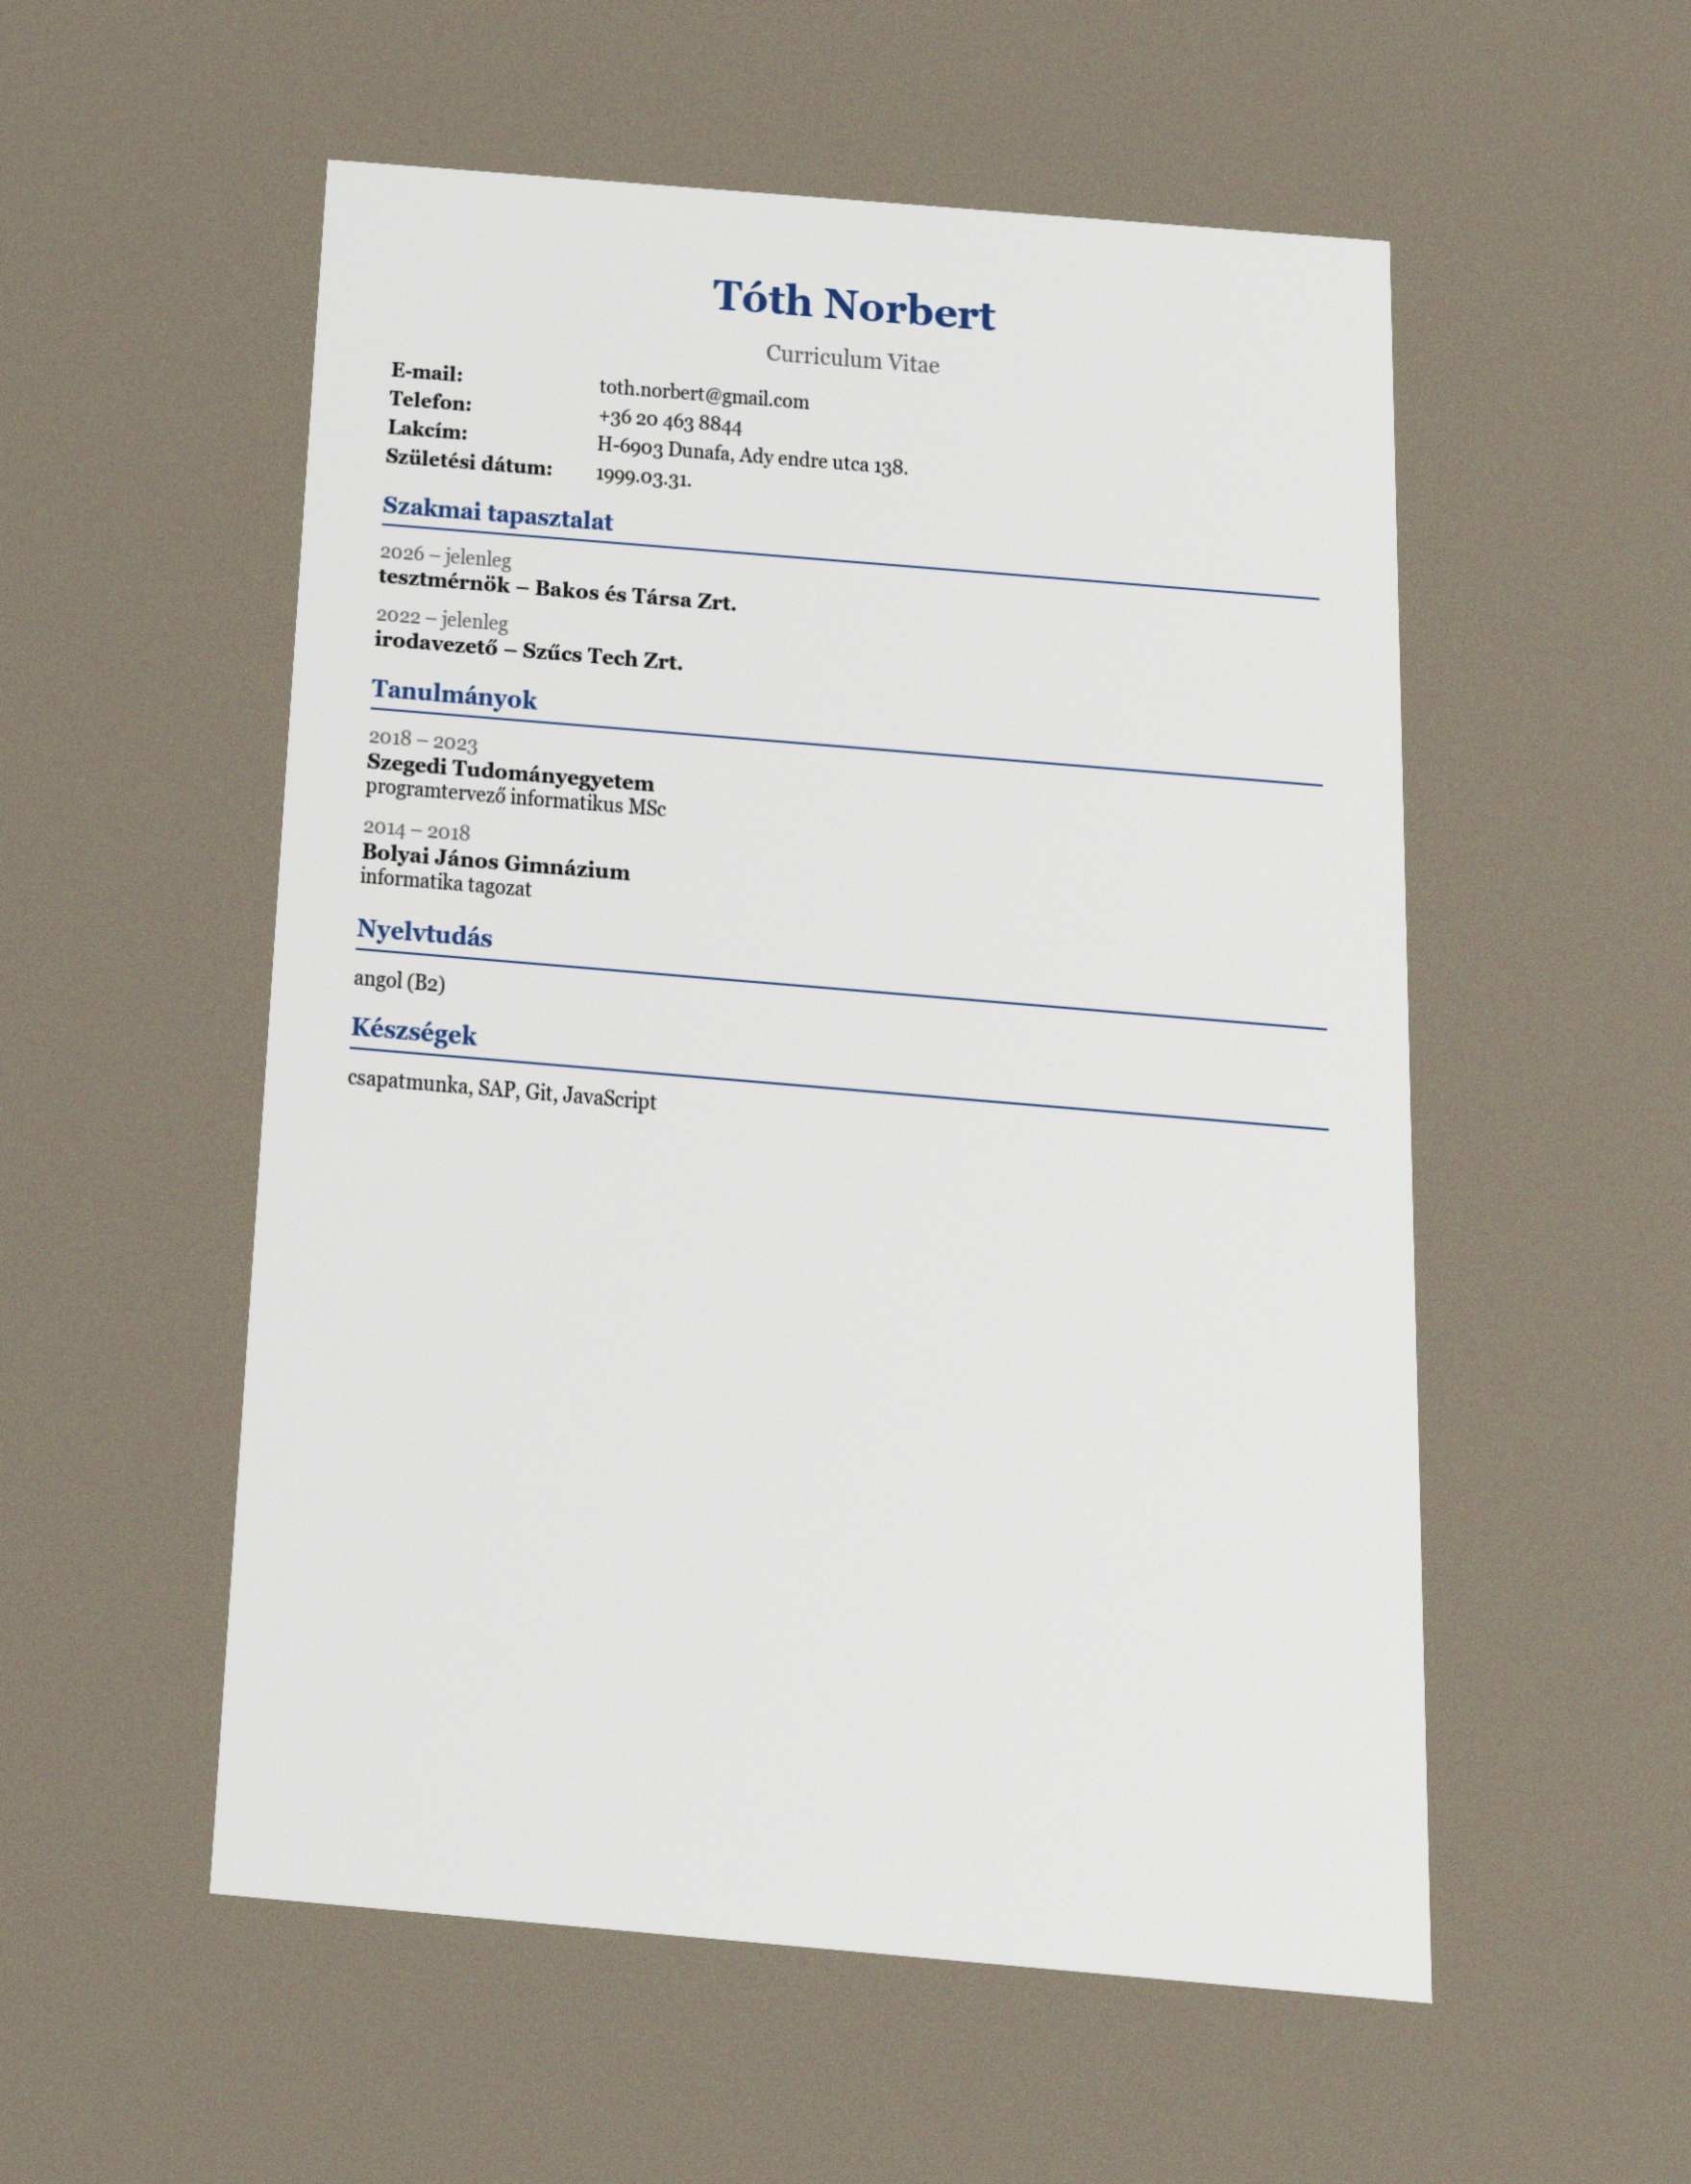 Tóth Norbert
Curriculum Vitae
E-mail: toth.norbert@gmail.com
Telefon: +36 20 463 8844
Lakcím: H-6903 Dunafa, Ady endre utca 138.
Születési dátum: 1999.03.31.
Szakmai tapasztalat
2026 – jelenleg
tesztmérnök – Bakos és Társa Zrt.
2022 – jelenleg
irodavezető – Szűcs Tech Zrt.
Tanulmányok
2018 – 2023
Szegedi Tudományegyetem
programtervező informatikus MSc
2014 – 2018
Bolyai János Gimnázium
informatika tagozat
Nyelvtudás
angol (B2)
Készségek
csapatmunka, SAP, Git, JavaScript